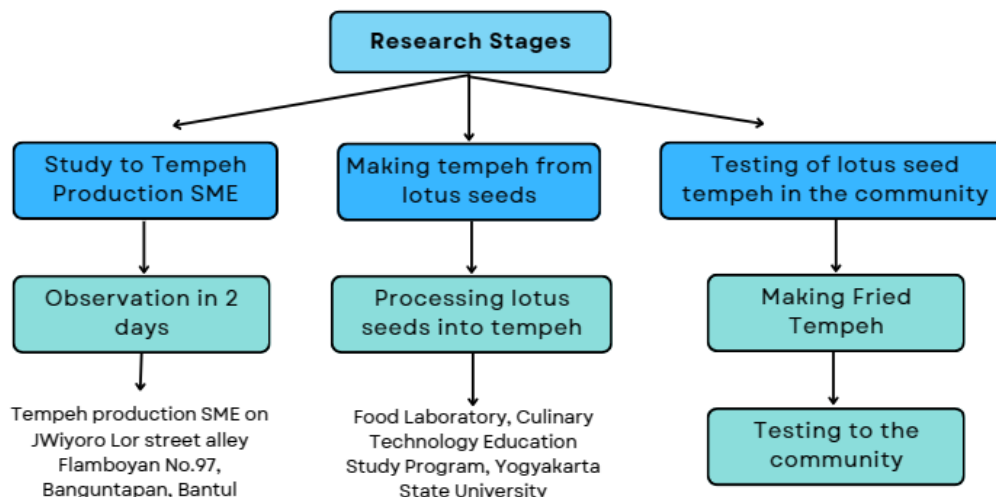 Research Stages
Study to Tempeh
Production SME
Making tempeh from
lotus seeds
Testing of lotus seed
tempeh in the community
Observation in 2
days
Processing lotus
seeds into tempeh
Making Fried
Tempeh
Tempeh production SME on
JWiyoro Lor street alley
Flamboyan No.97,
Banguntapan, Bantul
Food Laboratory, Culinary
Technology Education
Study Program, Yogyakarta
State University
Testing to the
community